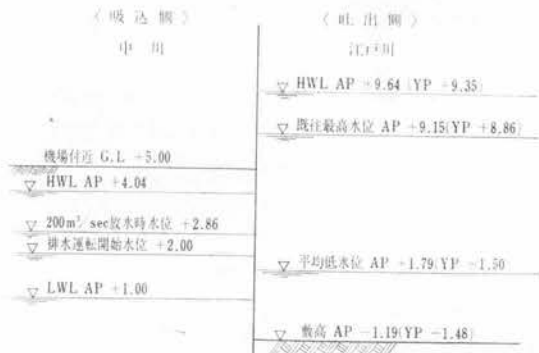 〈吸込側〉
中川
機場付近 G.L +5.00
HWL AP +4.04
200m³/sec放水時水位 +2.86
排水運転開始水位 +2.00
LWL AP +1.00
〈吐出側〉
江戸川
HWL AP +9.64 (YP +9.35)
既往最高水位 AP +9.15(YP+8.86)
平均低水位 AP +1.79(YP +1.50
敷高 AP −1.19(YP −1.48)